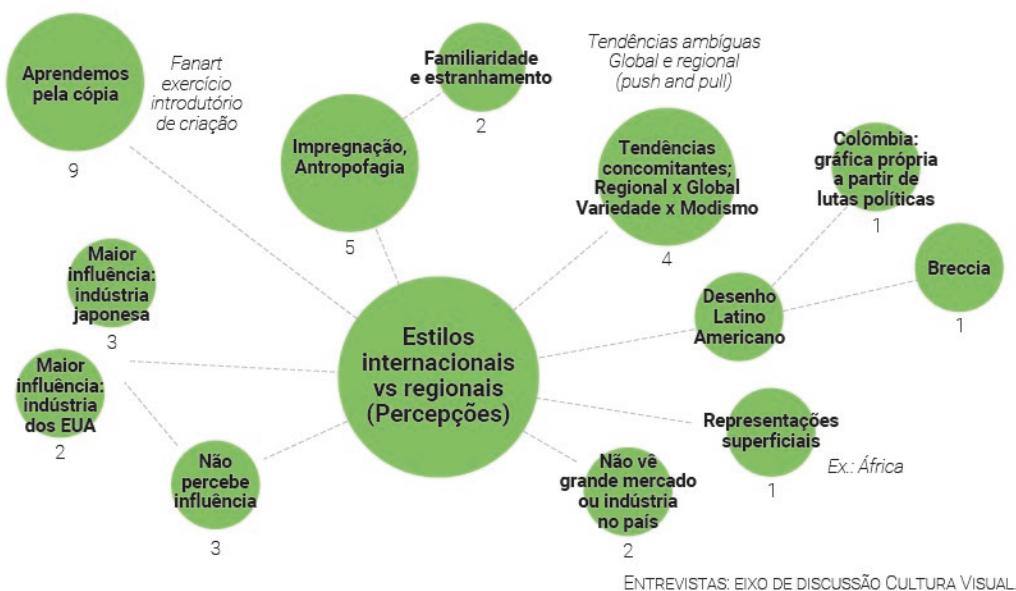 Aprendemos
pela cópia
9
Fanart
exercício
introdutório
de criação
Familiaridade
e estranhamento
2
Impregnação,
Antropofagia
5
Tendências ambíguas
Global e regional
(push and pull)
Tendências
concomitantes;
Regional x Global
Variedade x Modismo
4
Colômbia:
gráfica própria
a partir de
lutas políticas
1
Breccia
1
Desenho
Latino
Americano
Maior
influência:
indústria
japonesa
3
Maior
influência:
indústria
dos EUA
2
Estilos
internacionais
vs regionais
(Percepções)
Não
percebe
influência
3
Não vê
grande mercado
ou indústria
no país
2
Representações
superficiais
1
Ex.: África
ENTREVISTAS: EIXO DE DISCUSSÃO CULTURA VISUAL.